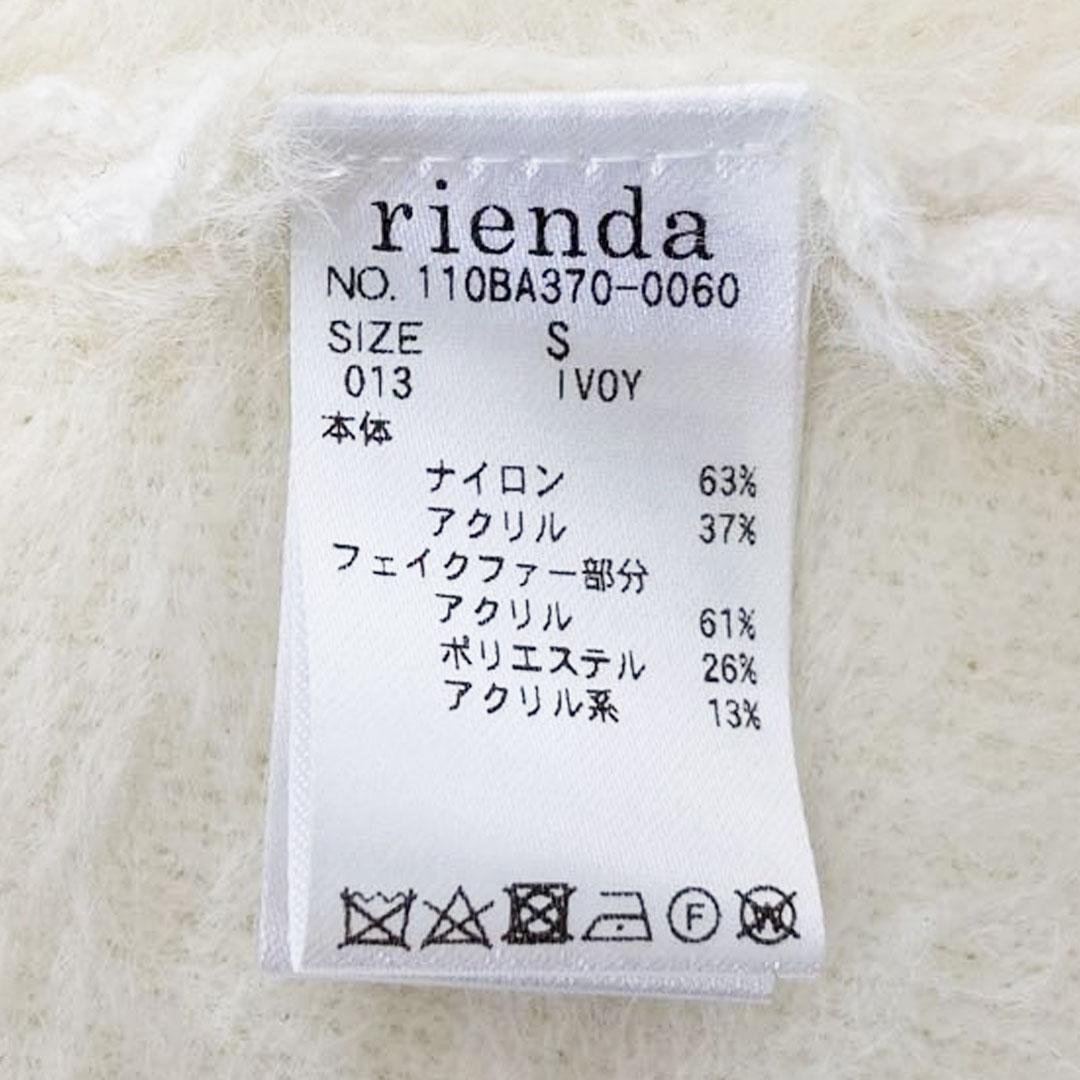 rienda
NO. 110BA370-0060
SIZE S
013 IVOY
本体
ナイロン 63%
アクリル 37%
フェイクファー部分
アクリル 61%
ポリエステル 26%
アクリル系 13%
F W